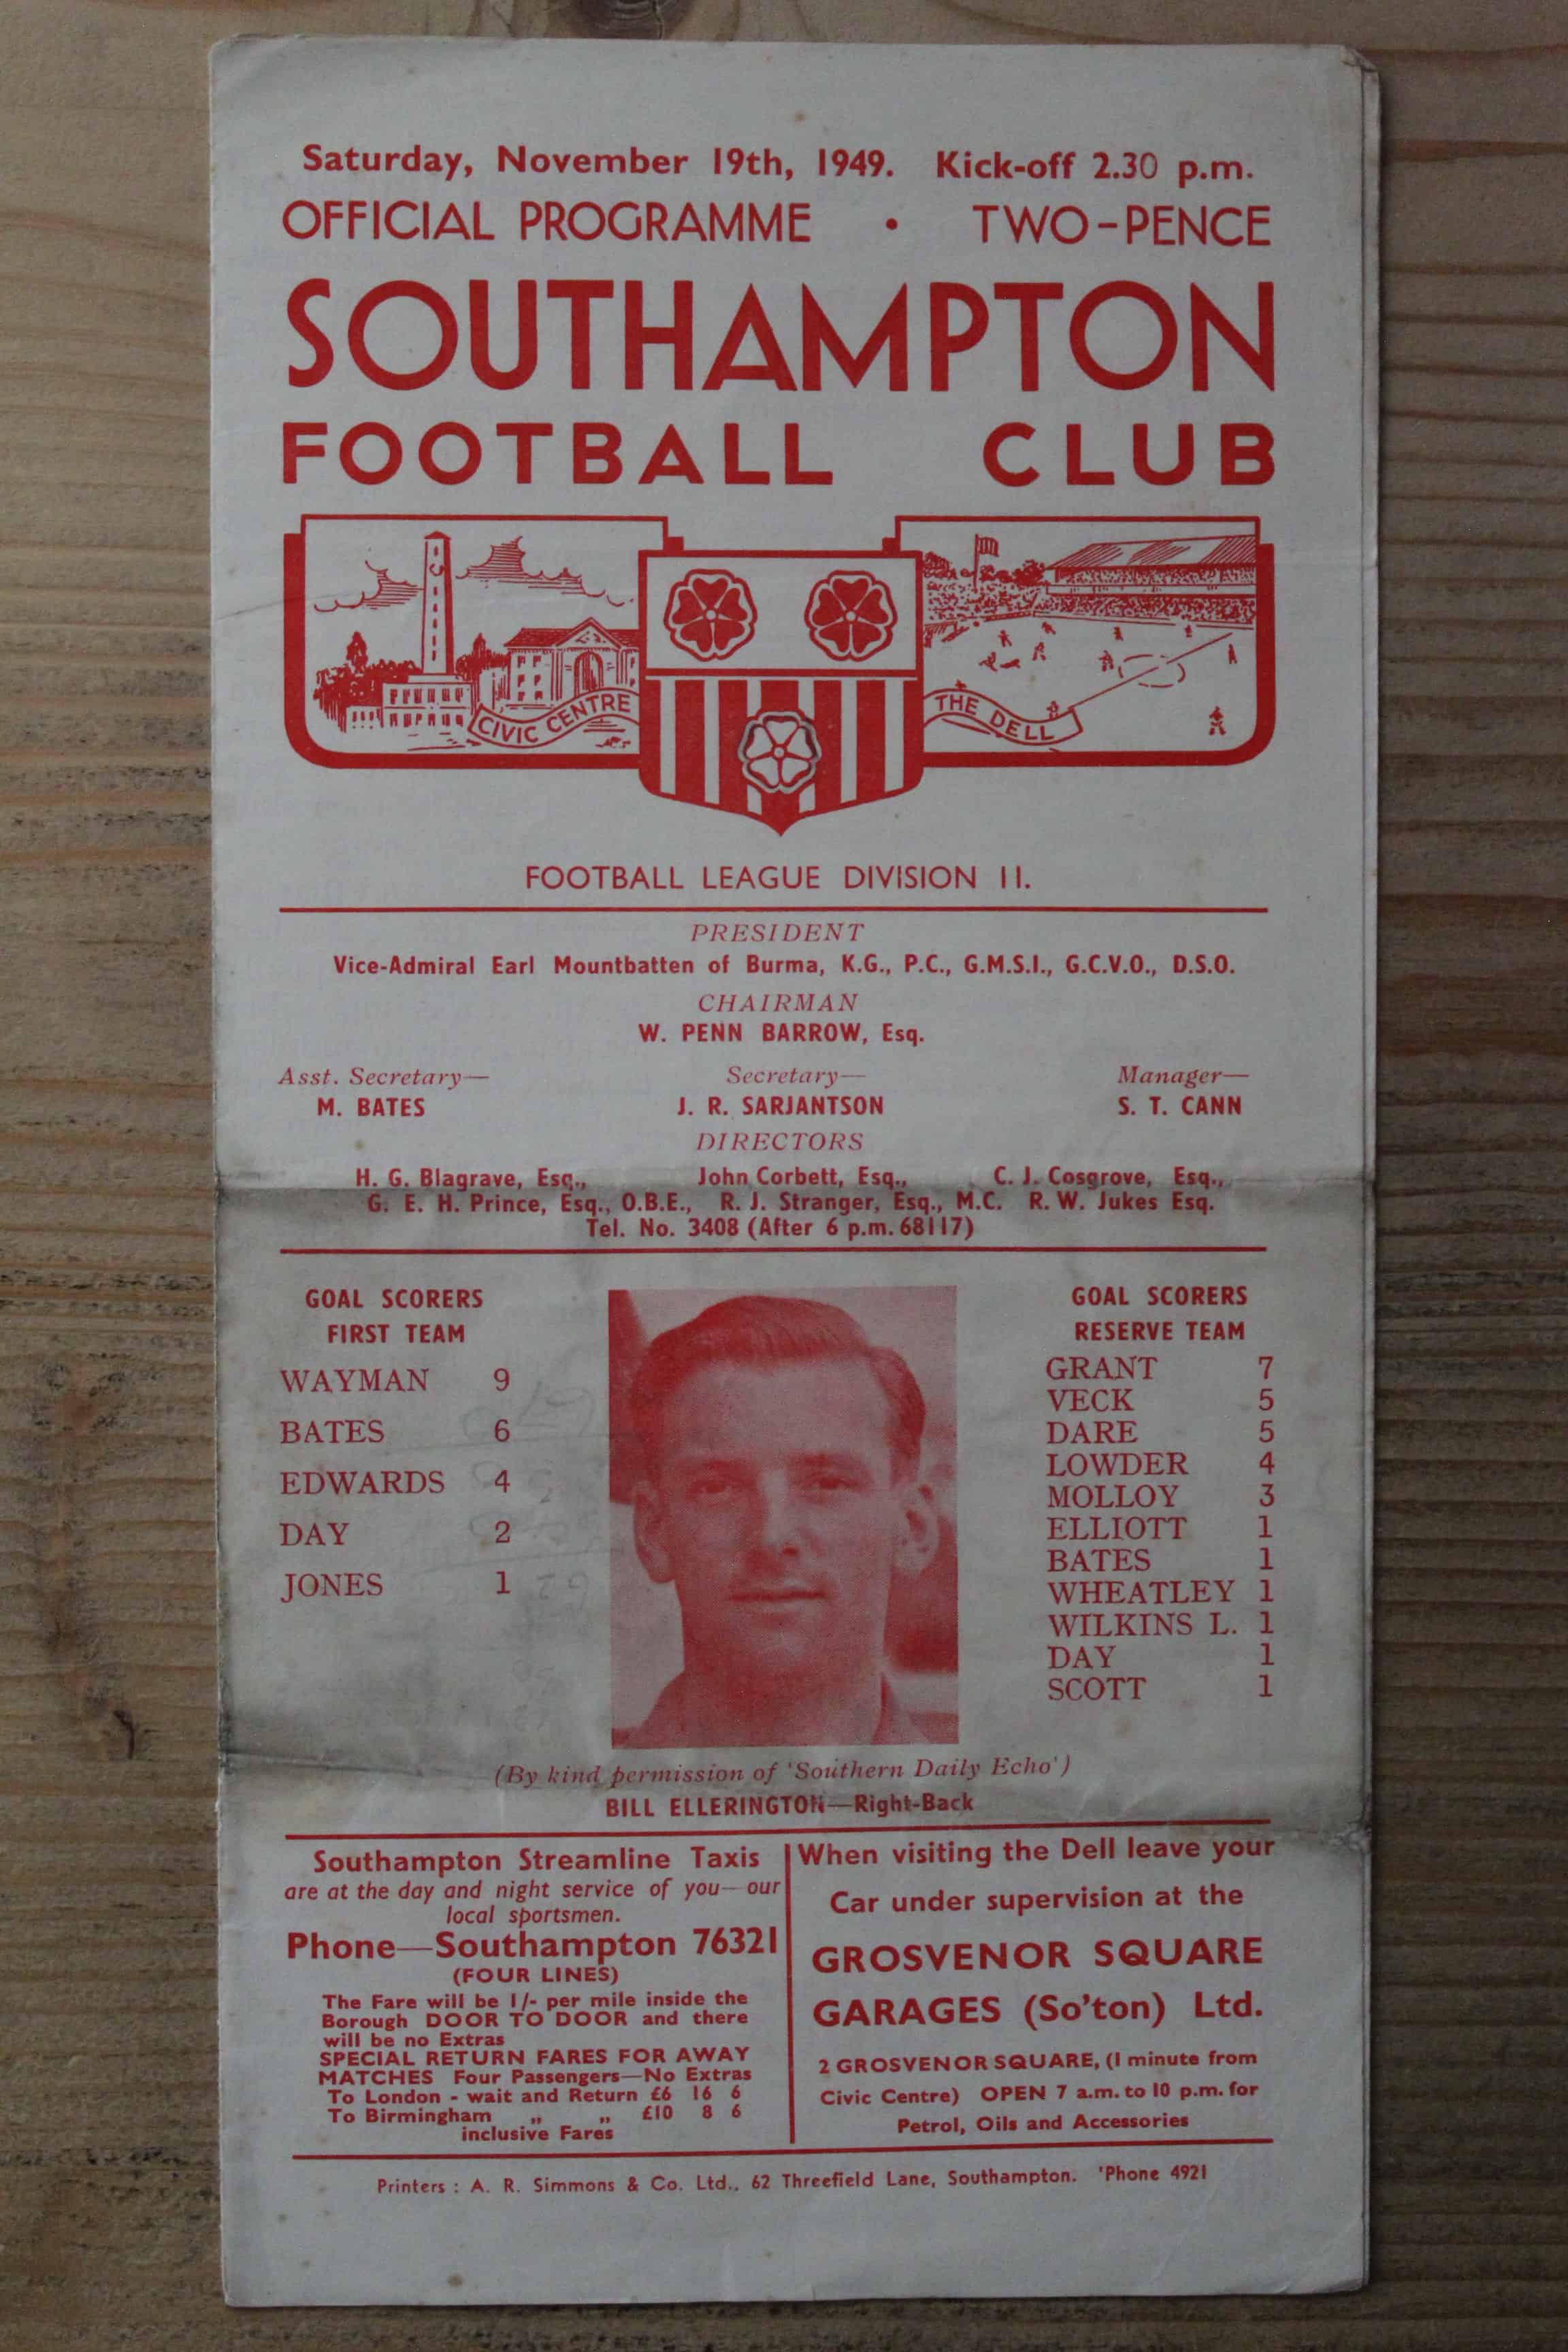 Saturday, November 19th, 1949. Kick-off 2.30 p.m.
OFFICIAL PROGRAMME • TWO-PENCE
SOUTHAMPTON
FOOTBALL CLUB
CIVIC CENTRE
THE DELL
FOOTBALL LEAGUE DIVISION II.
PRESIDENT
Vice-Admiral Earl Mountbatten of Burma, K.G., P.C., G.M.S.I., G.C.V.O., D.S.O.
CHAIRMAN
W. PENN BARROW, Esq.
Asst. Secretary— Secretary— Manager—
M. BATES J. R. SARJANTSON S. T. CANN
DIRECTORS
H. G. Blagrave, Esq., John Corbett, Esq., C. J. Cosgrove, Esq.,
G. E. H. Prince, Esq., O.B.E., R. J. Stranger, Esq., M.C. R. W. Jukes Esq.
Tel. No. 3408 (After 6 p.m. 68117)
GOAL SCORERS
FIRST TEAM
WAYMAN 9
BATES 6
EDWARDS 4
DAY 2
JONES 1
GOAL SCORERS
RESERVE TEAM
GRANT 7
VECK 5
DARE 5
LOWDER 4
MOLLOY 3
ELLIOTT 1
BATES 1
WHEATLEY 1
WILKINS L. 1
DAY 1
SCOTT 1
(By kind permission of 'Southern Daily Echo')
BILL ELLERINGTON—Right-Back
Southampton Streamline Taxis
are at the day and night service of you—our
local sportsmen.
Phone—Southampton 76321
(FOUR LINES)
The Fare will be 1/- per mile inside the
Borough DOOR TO DOOR and there
will be no Extras
SPECIAL RETURN FARES FOR AWAY
MATCHES Four Passengers—No Extras
To London - wait and Return £6 16 6
To Birmingham „ „ £10 8 6
inclusive Fares
When visiting the Dell leave your
Car under supervision at the
GROSVENOR SQUARE
GARAGES (So'ton) Ltd.
2 GROSVENOR SQUARE, (1 minute from
Civic Centre) OPEN 7 a.m. to 10 p.m. for
Petrol, Oils and Accessories
Printers : A. R. Simmons & Co. Ltd., 62 Threefield Lane, Southampton. 'Phone 4921